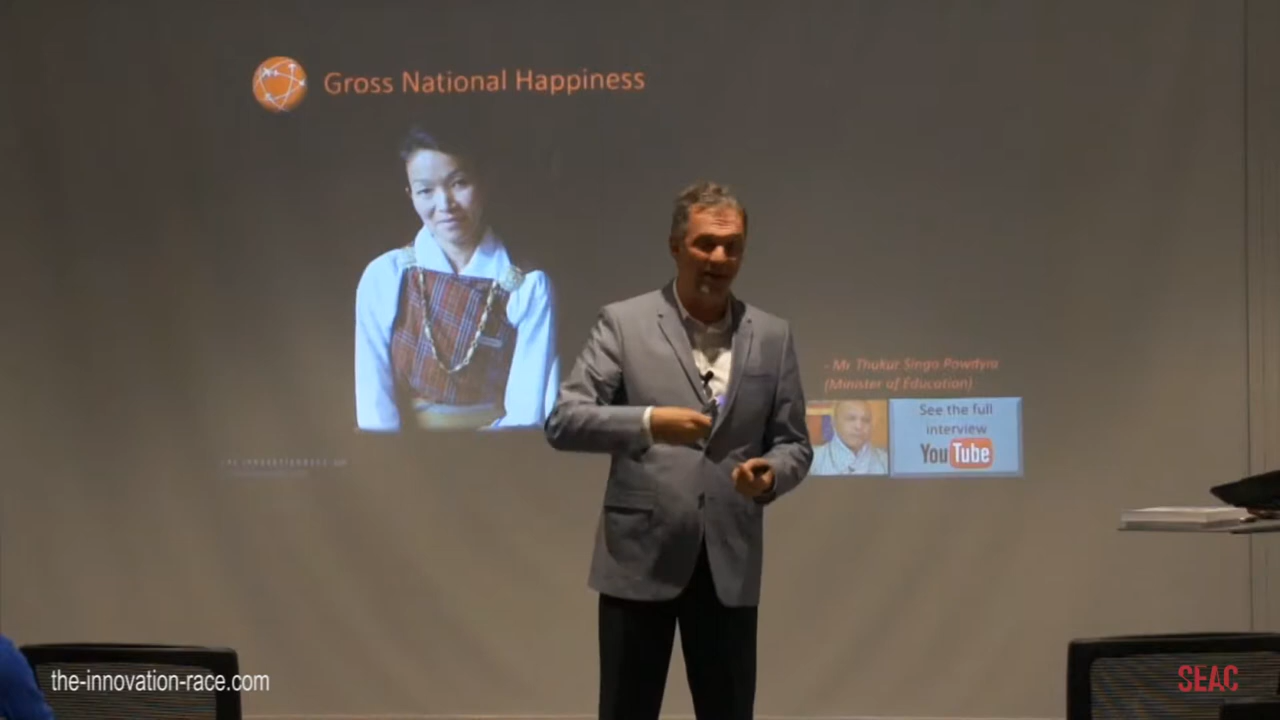 Gross National Happiness
- Mr Thakur Singo Powdyra
(Minister of Education)
See the full
interview
YouTube
the-innovation-race.com
SEAC